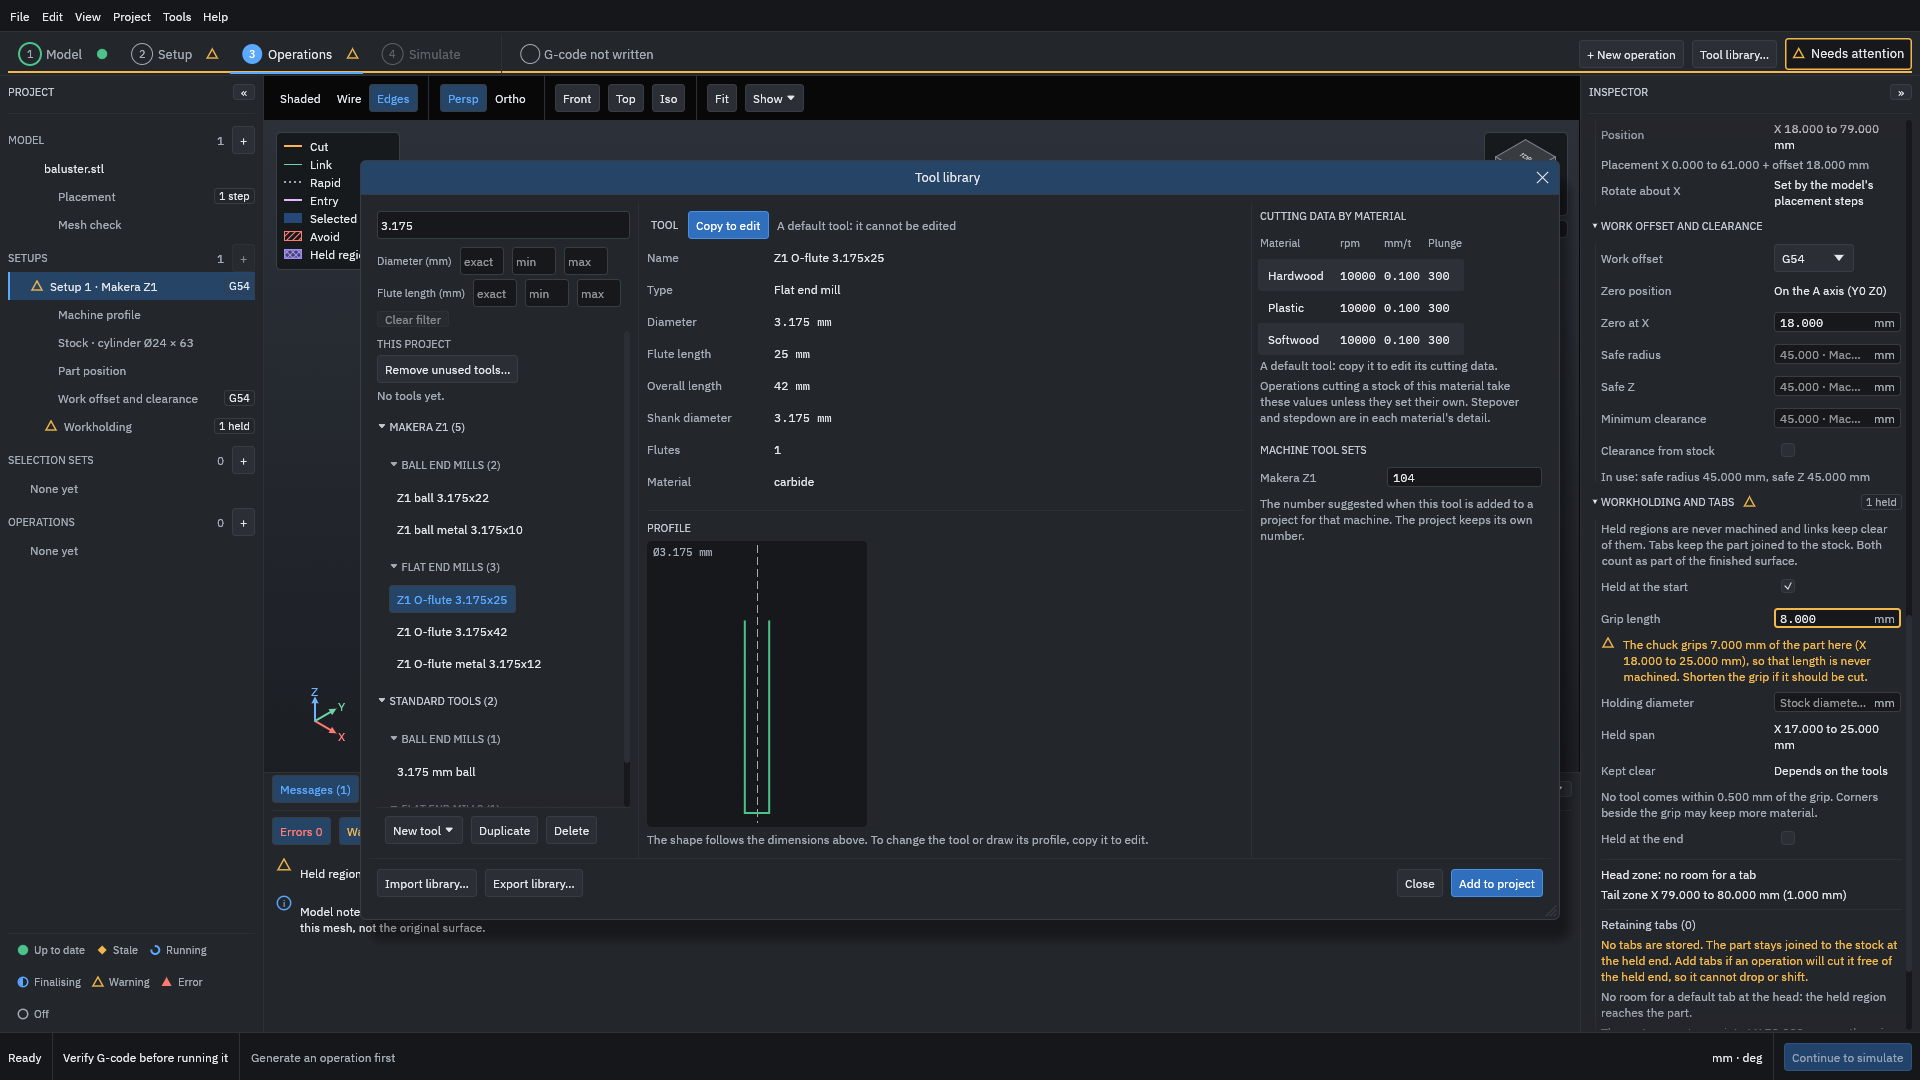 File Edit View Project Tools Help
1 Model 2 Setup 3 Operations 4 Simulate G-code not written + New operation Tool library... Needs attention
PROJECT «
MODEL 1 +
baluster.stl
Placement 1 step
Mesh check
SETUPS 1 +
Setup 1 · Makera Z1 G54
Machine profile
Stock · cylinder Ø24 × 63
Part position
Work offset and clearance G54
Workholding 1 held
SELECTION SETS 0 +
None yet
OPERATIONS 0 +
None yet
Up to date Stale Running
Finalising Warning Error
Off
Shaded Wire Edges Persp Ortho Front Top Iso Fit Show
Cut
Link
Rapid
Entry
Selected
Avoid
Held regi
Z
Y
X
Messages (1)
Errors 0 Wa
Held region
Model note
this mesh, not the original surface.
Tool library
3.175
Diameter (mm) exact min max
Flute length (mm) exact min max
Clear filter
THIS PROJECT
Remove unused tools...
No tools yet.
MAKERA Z1 (5)
BALL END MILLS (2)
Z1 ball 3.175x22
Z1 ball metal 3.175x10
FLAT END MILLS (3)
Z1 O-flute 3.175x25
Z1 O-flute 3.175x42
Z1 O-flute metal 3.175x12
STANDARD TOOLS (2)
BALL END MILLS (1)
3.175 mm ball
New tool Duplicate Delete
Import library... Export library...
TOOL Copy to edit A default tool: it cannot be edited
Name Z1 O-flute 3.175x25
Type Flat end mill
Diameter 3.175 mm
Flute length 25 mm
Overall length 42 mm
Shank diameter 3.175 mm
Flutes 1
Material carbide
PROFILE
Ø3.175 mm
The shape follows the dimensions above. To change the tool or draw its profile, copy it to edit.
CUTTING DATA BY MATERIAL
Material rpm mm/t Plunge
Hardwood 10000 0.100 300
Plastic 10000 0.100 300
Softwood 10000 0.100 300
A default tool: copy it to edit its cutting data.
Operations cutting a stock of this material take
these values unless they set their own. Stepover
and stepdown are in each material's detail.
MACHINE TOOL SETS
Makera Z1 104
The number suggested when this tool is added to a
project for that machine. The project keeps its own
number.
Close Add to project
INSPECTOR »
Position X 18.000 to 79.000
mm
Placement X 0.000 to 61.000 + offset 18.000 mm
Rotate about X Set by the model's
placement steps
WORK OFFSET AND CLEARANCE
Work offset G54
Zero position On the A axis (Y0 Z0)
Zero at X 18.000 mm
Safe radius 45.000 · Mac... mm
Safe Z 45.000 · Mac... mm
Minimum clearance 45.000 · Mac... mm
Clearance from stock
In use: safe radius 45.000 mm, safe Z 45.000 mm
WORKHOLDING AND TABS 1 held
Held regions are never machined and links keep clear
of them. Tabs keep the part joined to the stock. Both
count as part of the finished surface.
Held at the start
Grip length 8.000 mm
The chuck grips 7.000 mm of the part here (X
18.000 to 25.000 mm), so that length is never
machined. Shorten the grip if it should be cut.
Holding diameter Stock diamete... mm
Held span X 17.000 to 25.000
mm
Kept clear Depends on the tools
No tool comes within 0.500 mm of the grip. Corners
beside the grip may keep more material.
Held at the end
Head zone: no room for a tab
Tail zone X 79.000 to 80.000 mm (1.000 mm)
Retaining tabs (0)
No tabs are stored. The part stays joined to the stock at
the held end. Add tabs if an operation will cut it free of
the held end, so it cannot drop or shift.
No room for a default tab at the head: the held region
reaches the part.
Ready Verify G-code before running it Generate an operation first mm · deg Continue to simulate